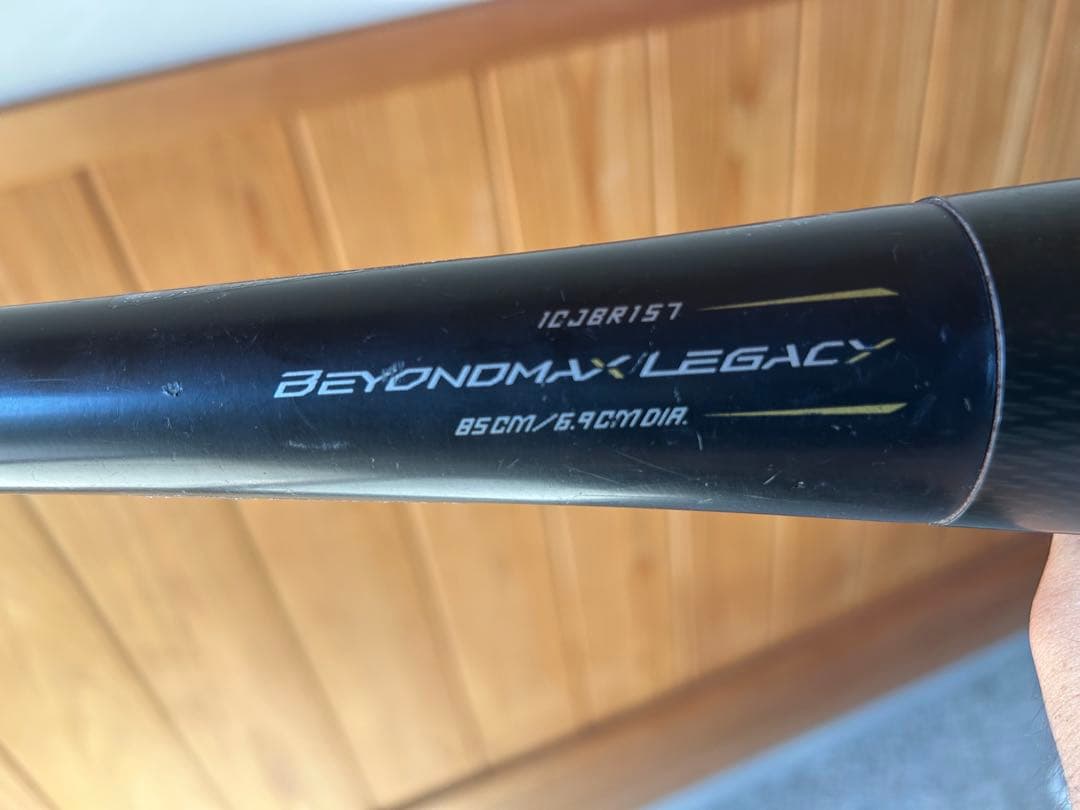 1CJBR157
BEYONDMAX LEGACY
85CM/6.9CM DIA.